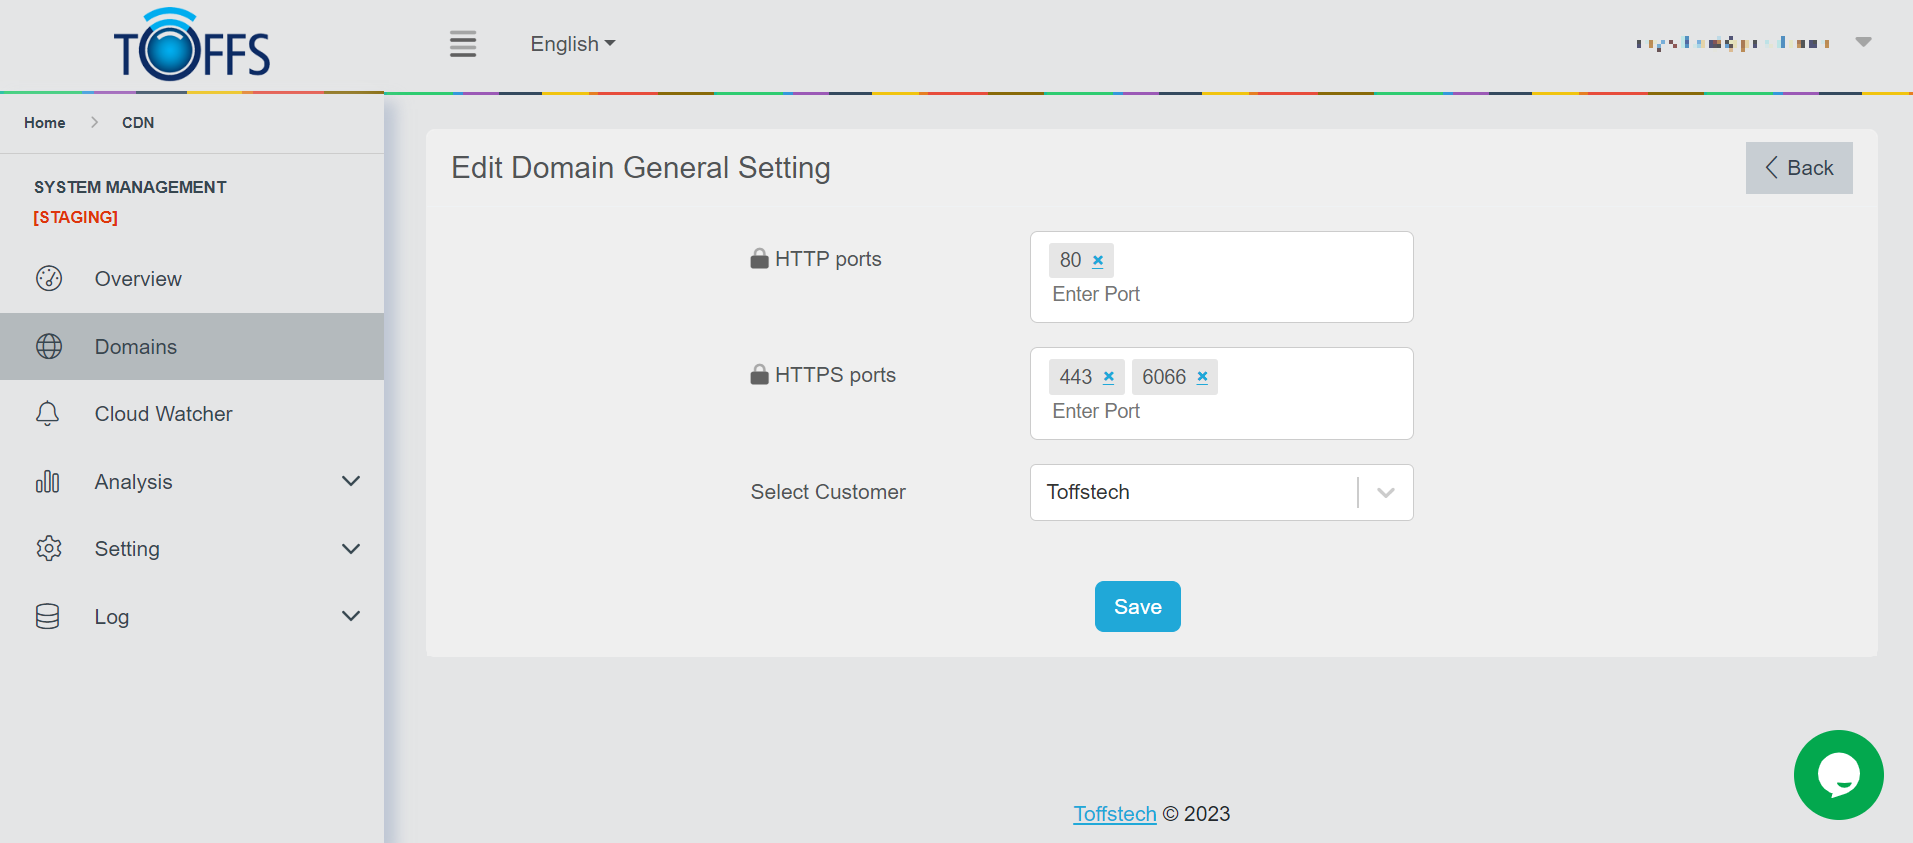 TOFFS
English
Home > CDN
SYSTEM MANAGEMENT
[STAGING]
Overview
Domains
Cloud Watcher
Analysis
Setting
Log
Edit Domain General Setting
Back
HTTP ports
80 ×
Enter Port
HTTPS ports
443 × 6066 ×
Enter Port
Select Customer
Toffstech
Save
Toffstech © 2023